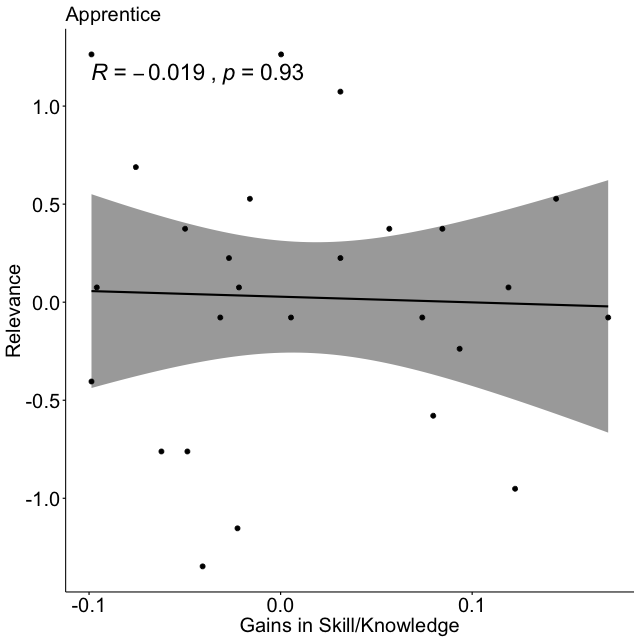 Apprentice
R = −0.019 , p = 0.93
1.0
0.5
0.0
-0.5
-1.0
Relevance
-0.1
0.0
0.1
Gains in Skill/Knowledge